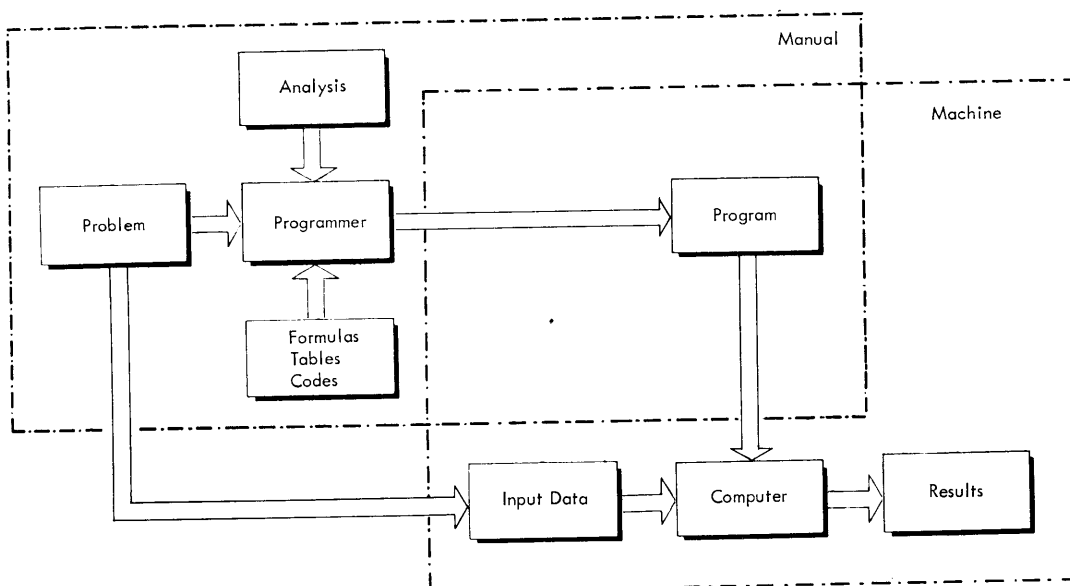 Manual
Analysis
Machine
Problem
Programmer
Program
Formulas
Tables
Codes
Input Data
Computer
Results